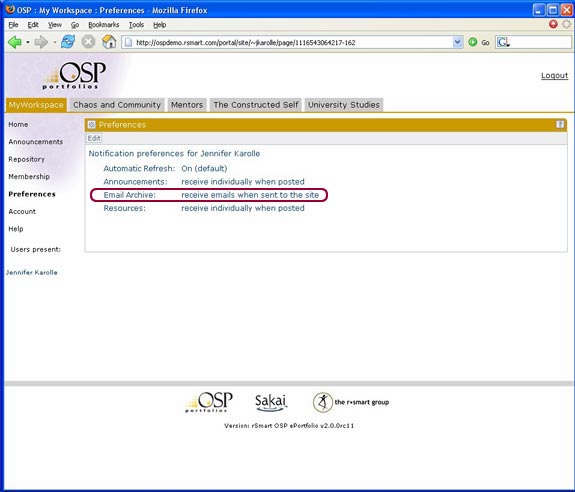 OSP : My Workspace : Preferences - Mozilla Firefox
File Edit View Go Bookmarks Tools Help
http://ospdemo.rsmart.com/portal/site/~jkarolle/page/1116543064217-162 Go G
OSP portfolios
Logout
MyWorkspace Chaos and Community Mentors The Constructed Self University Studies
Home
Announcements
Repository
Membership
Preferences
Account
Help
Users present:
Jennifer Karolle
Preferences ?
Edit
Notification preferences for Jennifer Karolle
Automatic Refresh: On (default)
Announcements: receive individually when posted
Email Archive: receive emails when sent to the site
Resources: receive individually when posted
OSP portfolios Sakai the r•smart group
Version: rSmart OSP ePortfolio v2.0.0rc11